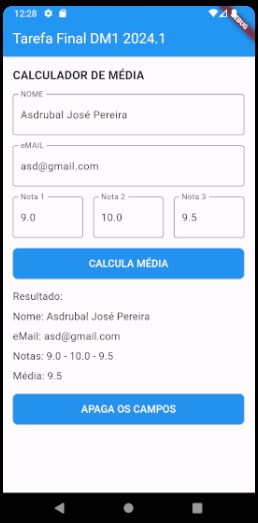 12:28
DEBUG
Tarefa Final DM1 2024.1
CALCULADOR DE MÉDIA
NOME
Asdrubal José Pereira
eMAIL
asd@gmail.com
Nota 1 Nota 2 Nota 3
9.0 10.0 9.5
CALCULA MÉDIA
Resultado:
Nome: Asdrubal José Pereira
eMail: asd@gmail.com
Notas: 9.0 - 10.0 - 9.5
Média: 9.5
APAGA OS CAMPOS